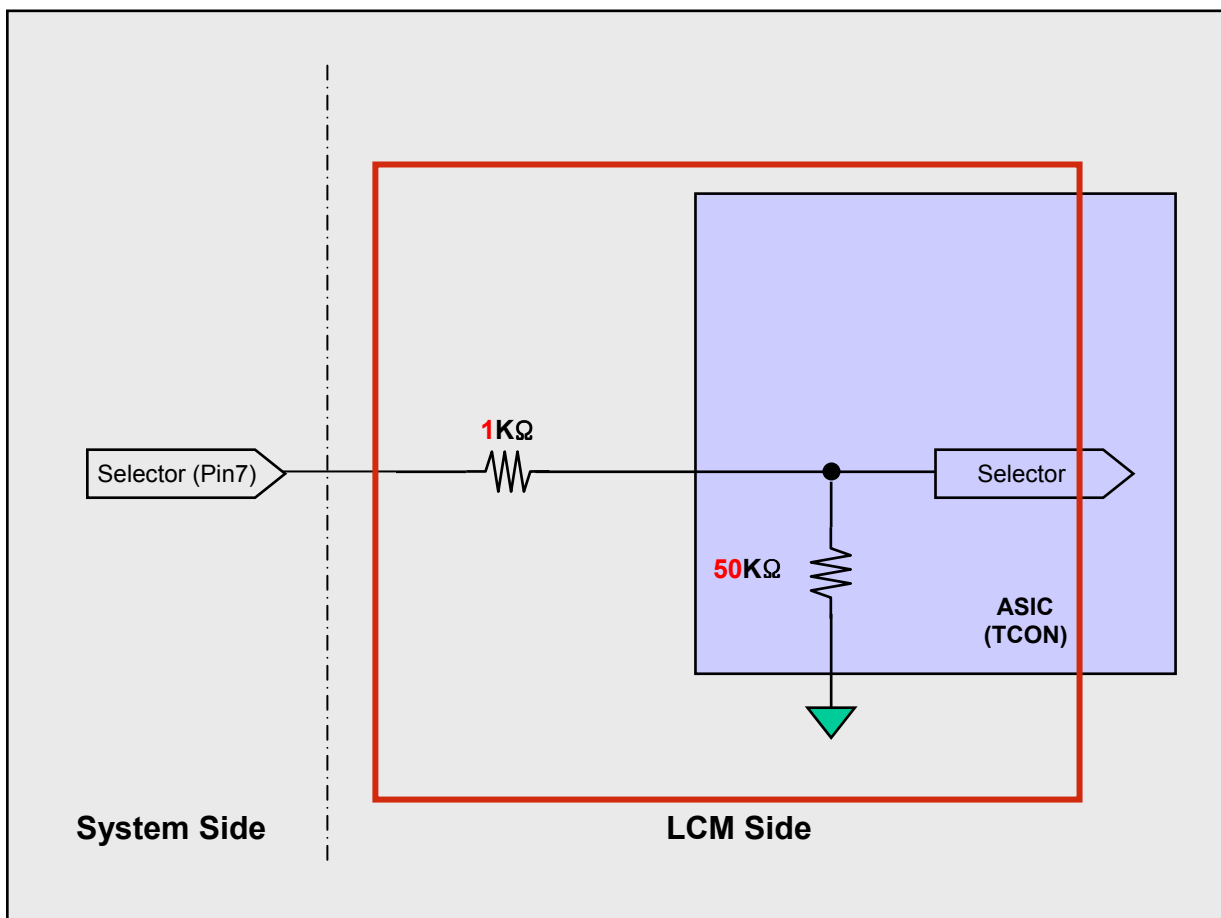 1KΩ
Selector (Pin7)
Selector
50KΩ
ASIC
(TCON)
System Side
LCM Side